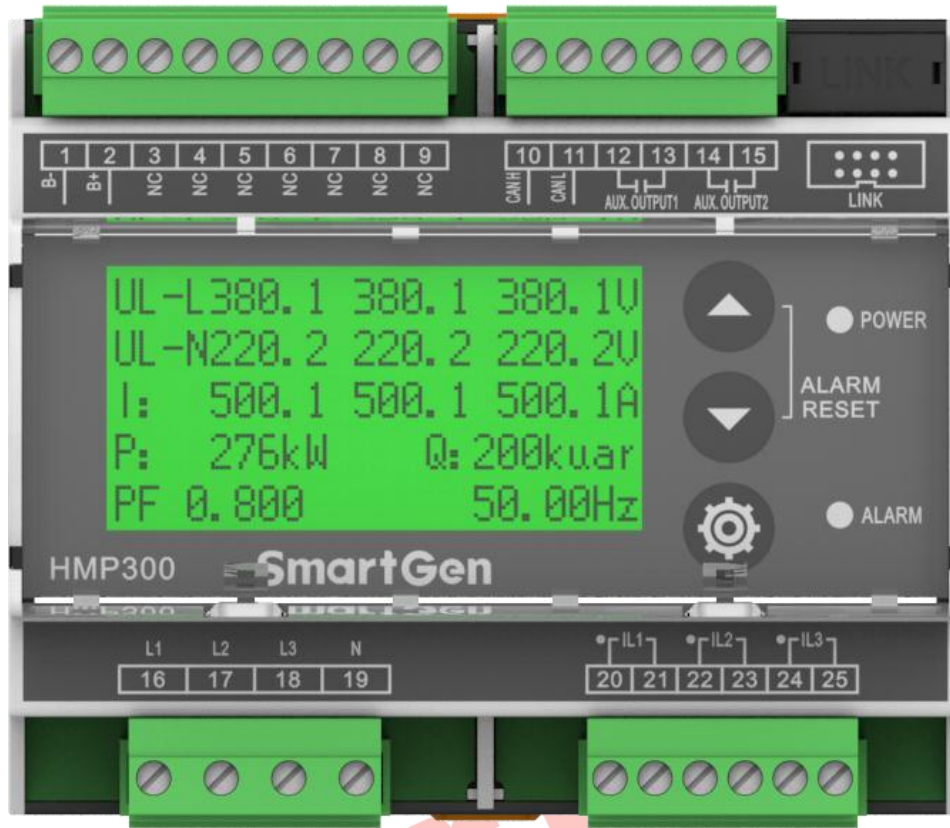 LINK
1 2 3 4 5 6 7 8 9
B- B+ NC NC NC NC NC NC NC
10 11 12 13 14 15
CAN H CAN L AUX. OUTPUT1 AUX. OUTPUT2
LINK
UL-L380.1 380.1 380.1V
UL-N220.2 220.2 220.2V
I: 500.1 500.1 500.1A
P: 276kW Q:200kvar
PF 0.800 50.00Hz
POWER
ALARM
RESET
ALARM
HMP300 SmartGen
L1 L2 L3 N
16 17 18 19
IL1 IL2 IL3
20 21 22 23 24 25